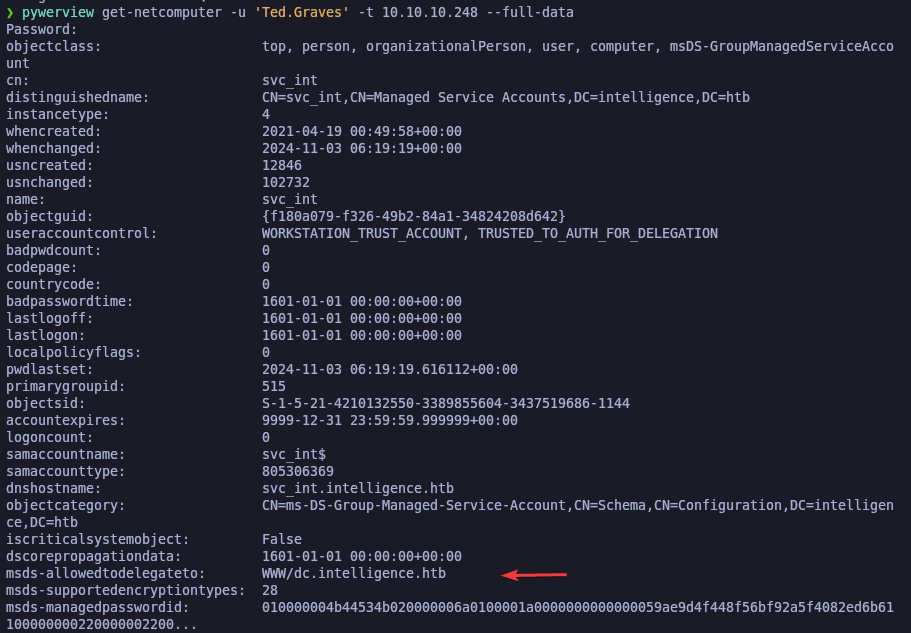 ❯ pywerview get-netcomputer -u 'Ted.Graves' -t 10.10.10.248 --full-data
Password:
objectclass: top, person, organizationalPerson, user, computer, msDS-GroupManagedServiceAcco
unt
cn: svc_int
distinguishedname: CN=svc_int,CN=Managed Service Accounts,DC=intelligence,DC=htb
instancetype: 4
whencreated: 2021-04-19 00:49:58+00:00
whenchanged: 2024-11-03 06:19:19+00:00
usncreated: 12846
usnchanged: 102732
name: svc_int
objectguid: {f180a079-f326-49b2-84a1-34824208d642}
useraccountcontrol: WORKSTATION_TRUST_ACCOUNT, TRUSTED_TO_AUTH_FOR_DELEGATION
badpwdcount: 0
codepage: 0
countrycode: 0
badpasswordtime: 1601-01-01 00:00:00+00:00
lastlogoff: 1601-01-01 00:00:00+00:00
lastlogon: 1601-01-01 00:00:00+00:00
localpolicyflags: 0
pwdlastset: 2024-11-03 06:19:19.616112+00:00
primarygroupid: 515
objectsid: S-1-5-21-4210132550-3389855604-3437519686-1144
accountexpires: 9999-12-31 23:59:59.999999+00:00
logoncount: 0
samaccountname: svc_int$
samaccounttype: 805306369
dnshostname: svc_int.intelligence.htb
objectcategory: CN=ms-DS-Group-Managed-Service-Account,CN=Schema,CN=Configuration,DC=intelligen
ce,DC=htb
iscriticalsystemobject: False
dscorepropagationdata: 1601-01-01 00:00:00+00:00
msds-allowedtodelegateto: WWW/dc.intelligence.htb
msds-supportedencryptiontypes: 28
msds-managedpasswordid: 010000004b44534b020000006a0100001a0000000000000059ae9d4f448f56bf92a5f4082ed6b61
100000000220000002200...